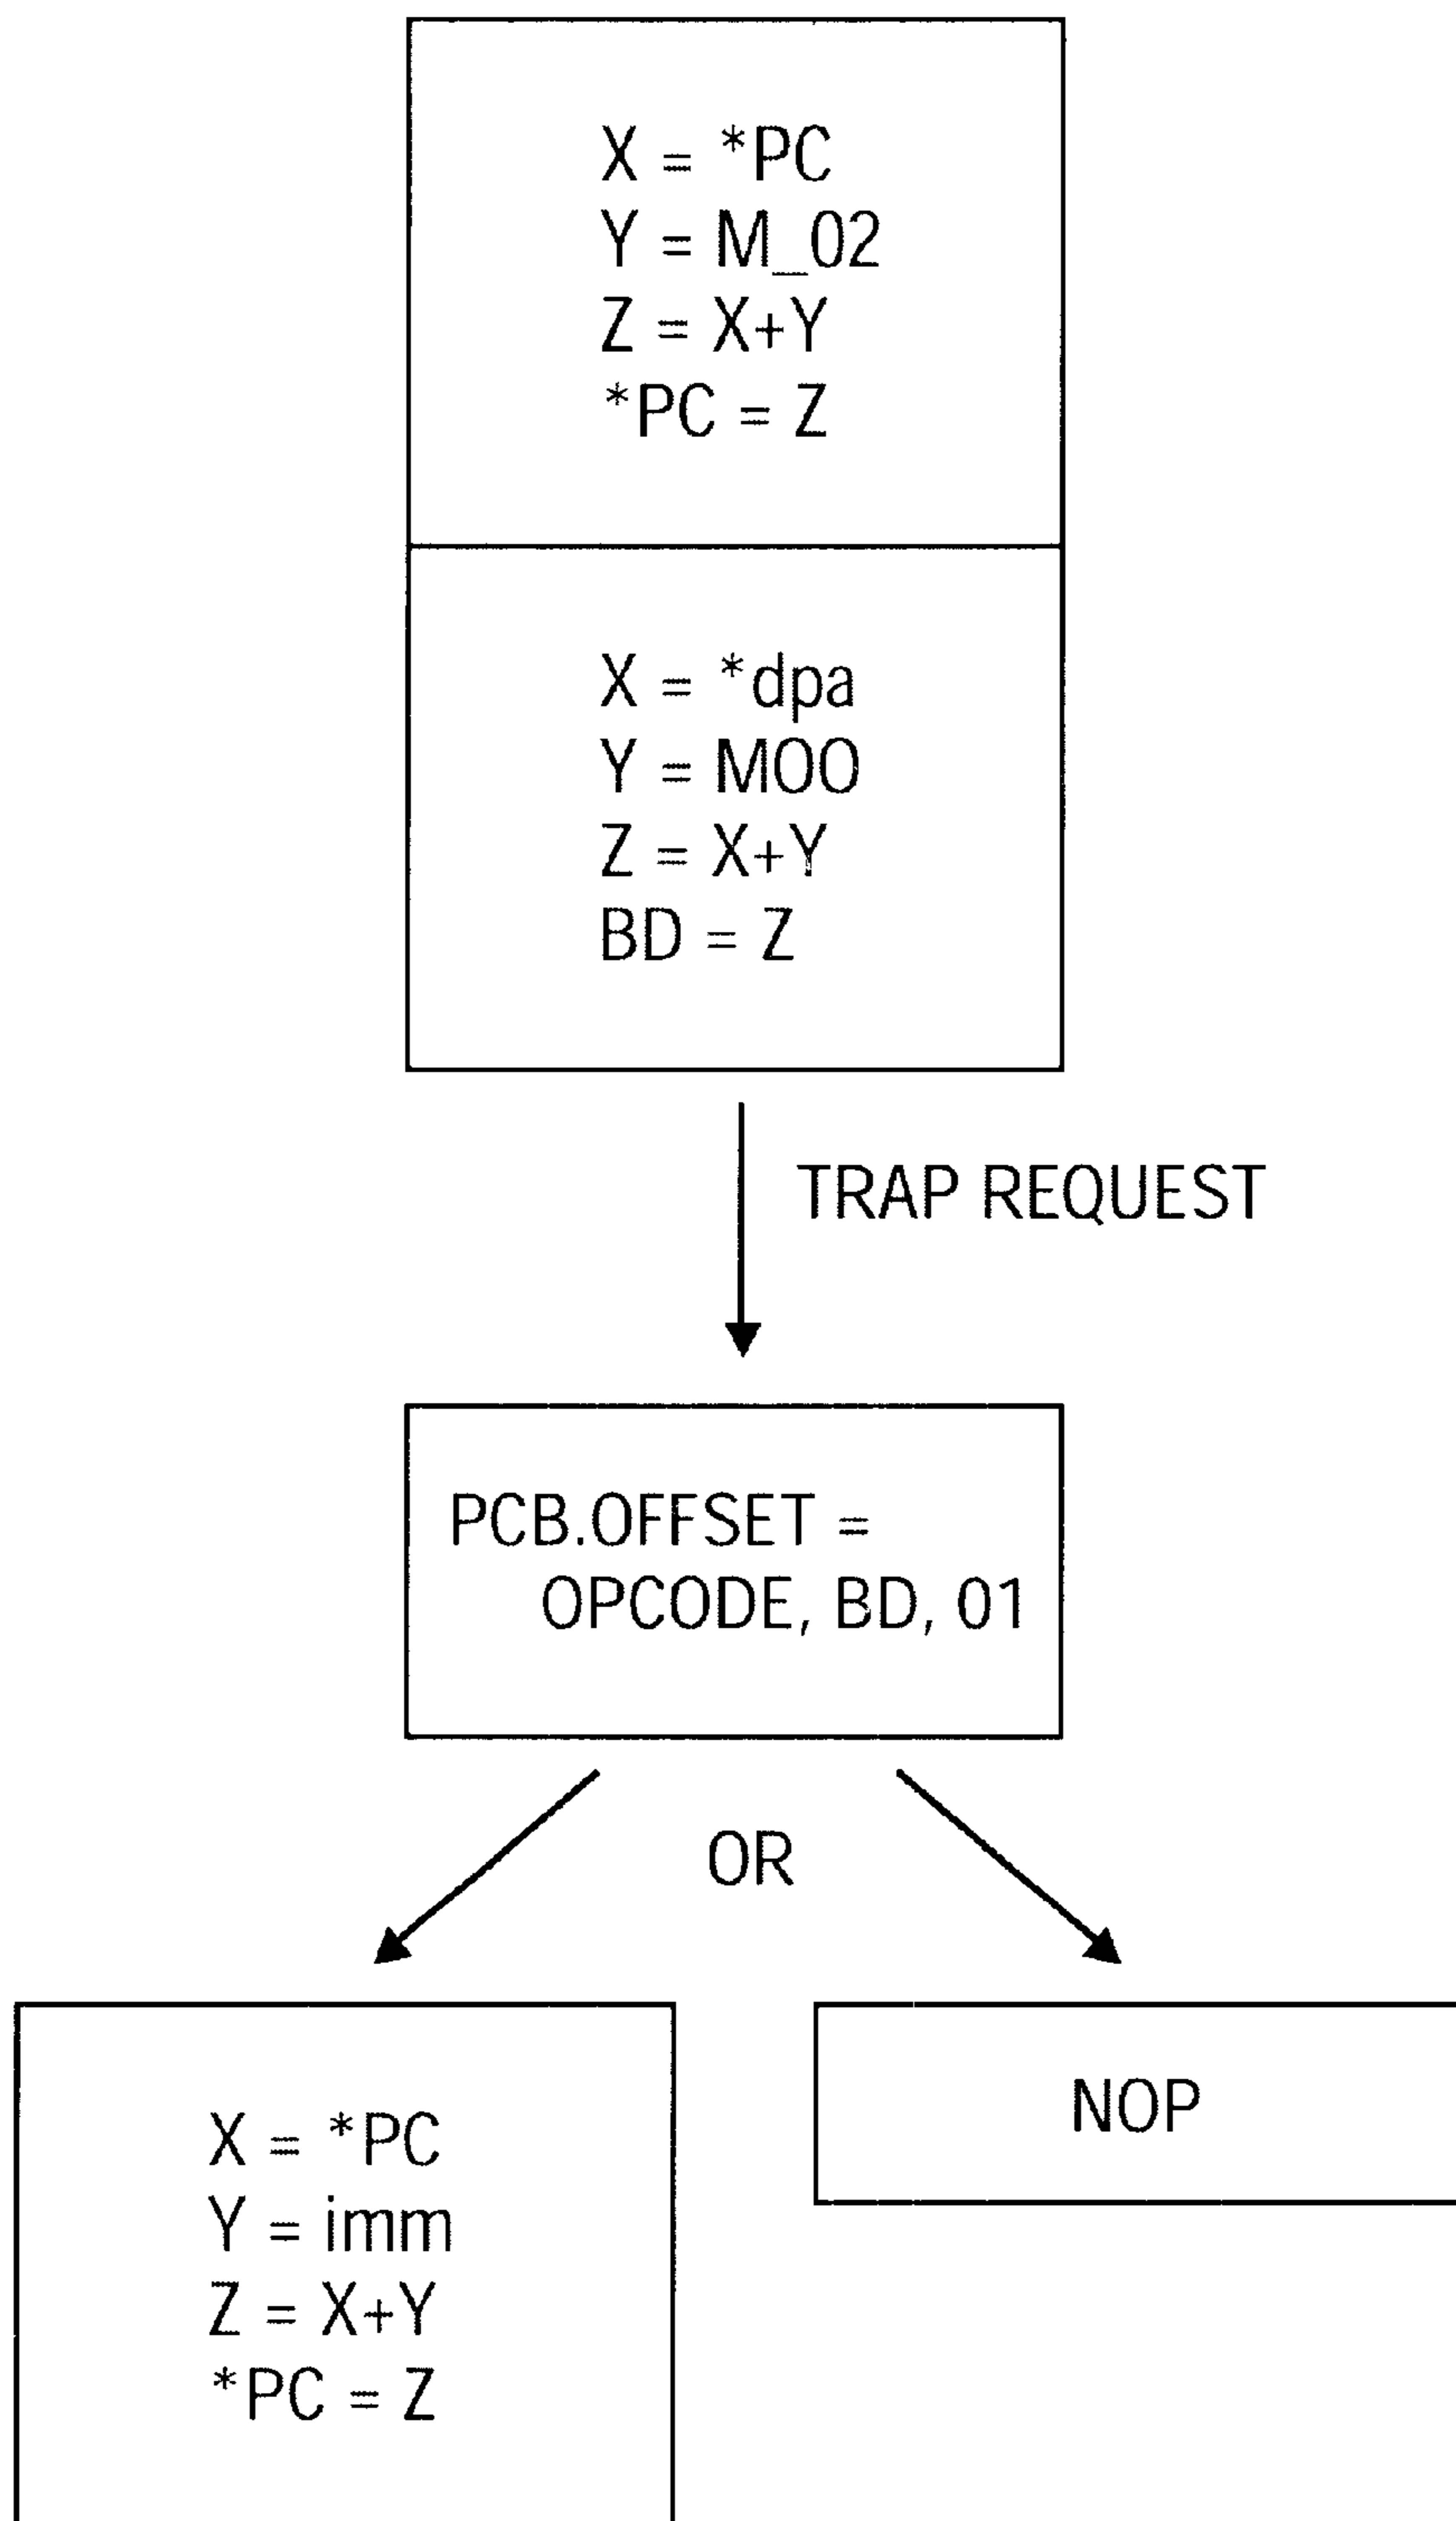 X = *PC
Y = M_02
Z = X+Y
*PC = Z
X = *dpa
Y = MOO
Z = X+Y
BD = Z
TRAP REQUEST
PCB.OFFSET =
OPCODE, BD, 01
OR
X = *PC
Y = imm
Z = X+Y
*PC = Z
NOP